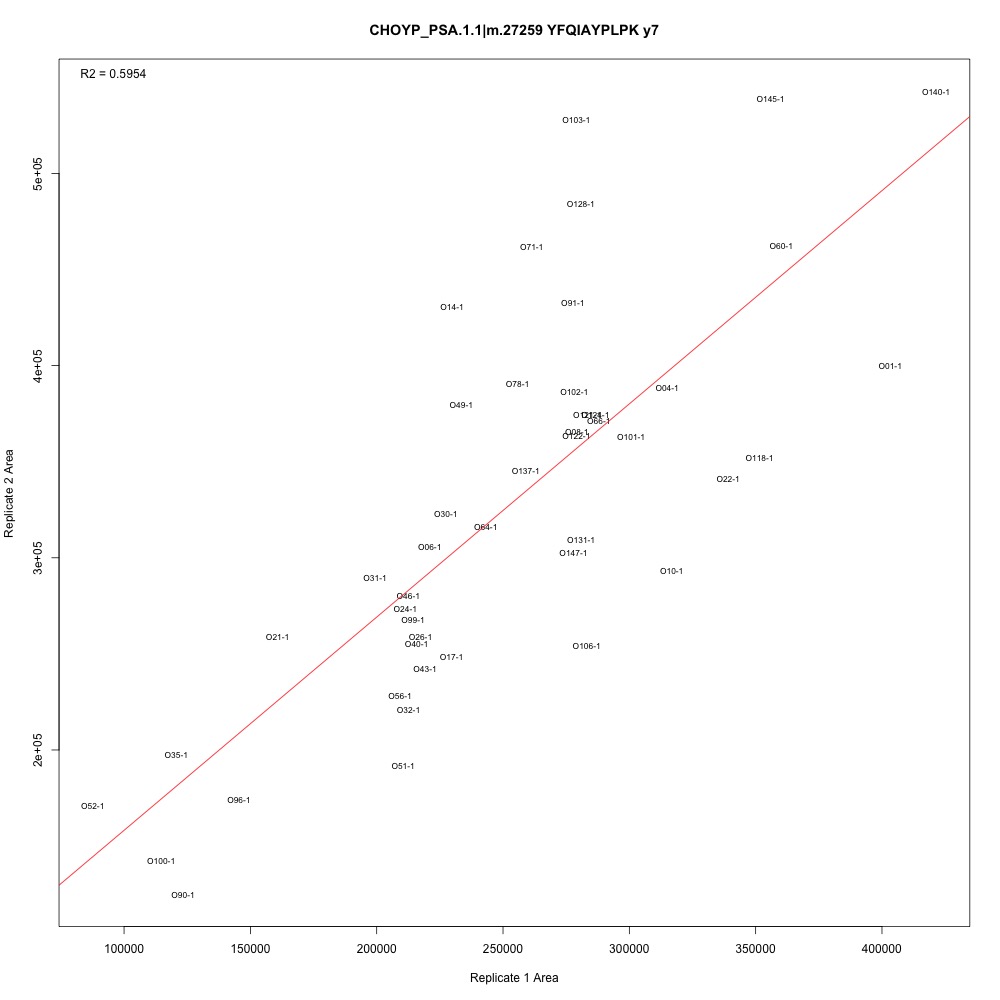 CHOYP_PSA.1.1|m.27259 YFQIAYPLPK y7
R2 = 0.5954
O140-1
O145-1
O103-1
O128-1
O71-1
O60-1
O14-1
O91-1
O01-1
O78-1
O04-1
O102-1
O49-1
O66-1
O08-1
O122-1
O101-1
O118-1
O137-1
O22-1
O30-1
O64-1
O131-1
O06-1
O147-1
O10-1
O31-1
O46-1
O24-1
O99-1
O21-1
O26-1
O40-1
O106-1
O17-1
O43-1
O56-1
O32-1
O35-1
O51-1
O96-1
O52-1
O100-1
O90-1
5e+05
4e+05
3e+05
2e+05
Replicate 2 Area
100000 150000 200000 250000 300000 350000 400000
Replicate 1 Area